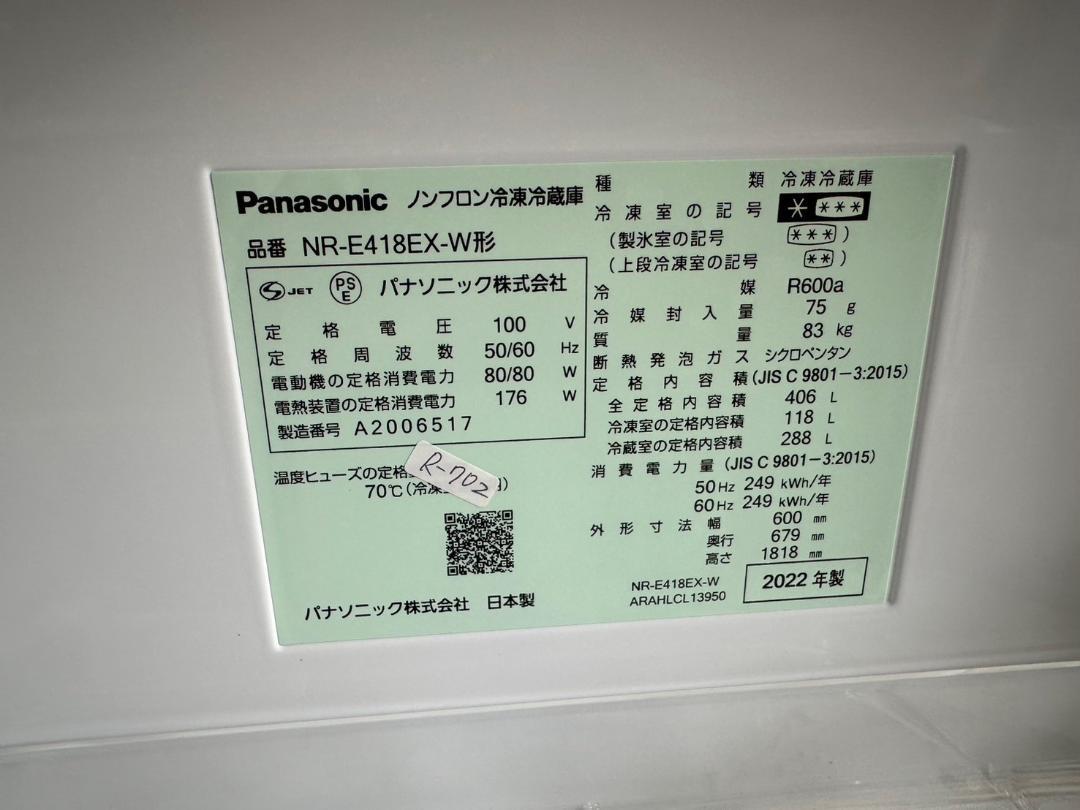 Panasonic ノンフロン冷凍冷蔵庫
品番 NR-E418EX-W形
JET PSE パナソニック株式会社
定格電圧 100 V
定格周波数 50/60 Hz
電動機の定格消費電力 80/80 W
電熱装置の定格消費電力 176 W
製造番号 A2006517
温度ヒューズの定格
70℃(冷凍
R-702
パナソニック株式会社 日本製
種類 冷凍冷蔵庫
冷凍室の記号 * ***
(製氷室の記号 *** )
(上段冷凍室の記号 ** )
冷媒 R600a
冷媒封入量 75 g
質量 83 kg
断熱発泡ガス シクロペンタン
定格内容積 (JIS C 9801-3:2015)
全定格内容積 406 L
冷凍室の定格内容積 118 L
冷蔵室の定格内容積 288 L
消費電力量 (JIS C 9801-3:2015)
50Hz 249 kWh/年
60Hz 249 kWh/年
外形寸法 幅 600 mm
奥行 679 mm
高さ 1818 mm
NR-E418EX-W
ARAHLCL13950
2022年製